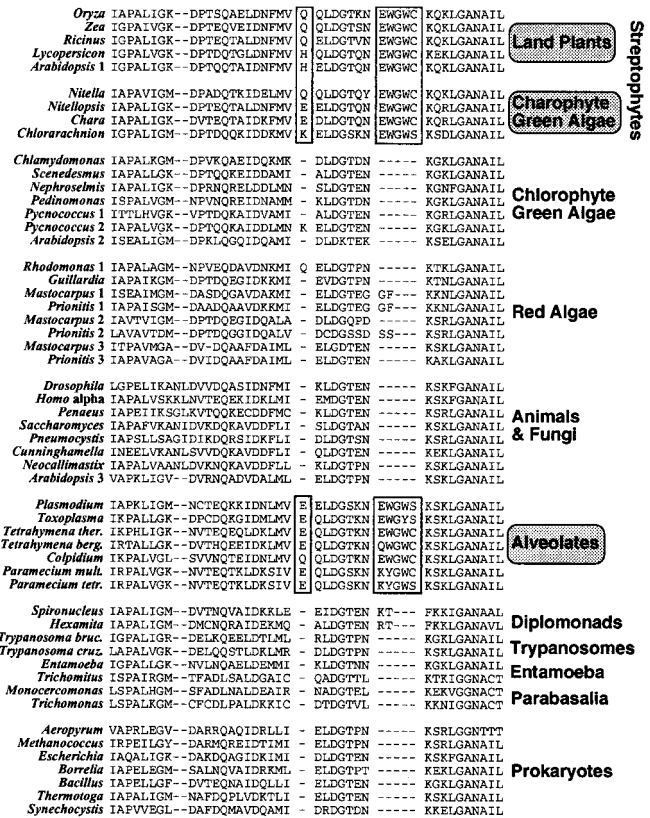 Oryza IAPALIGK--DPTSQAELDNFMV Q QLDGTKN EWGWC KQKLGANAIL
Zea IGPAIVGK--DPTEQVTIDNFMV Q QLDGTSN EWGWC KQKLGANAIL
Ricinus IGPALIGK--DPTEQTALDNFMV Q ELDGTVN EWGWC KQKLGANAIL
Lycopersicon IGPALVGK--DPTDQTGLDNFMV H QLDGTQN EWGWC KEKLGANAIL
Arabidopsis 1 IGPALVGK--DPTQQTAIDNFMV H ELDGTQN EWGWC KQKLGANAIL
Land Plants
Streptophytes
Nitella IAPAVIGM--DPADQTKIDELMV Q QLDGTQY EWGWC KQKLGANAIL
Nitellopsis IAPALIGK--DPTEQKAVDNFMV E ELDGTQN EWGWC KQRLGANAIL
Chara IAPALIGK--DVTEQTAIDKFMV E ELDGTQN EWGWC KQRLGANAIL
Chlorarachnion IGPALIGM--DPTDQQKIDDKMV K ELDGSKN EWGWS KSDLGANAIL
Charophyte Green Algae
Chlamydomonas IAPALKGM--DPVKQAEIDQKMK - DLDGTDN ----- KGKLGANAIL
Scenedesmus IAPALLGK--DPTQQKEIDDAMI - ALDGTEN ----- KGKLGANAIL
Nephroselmis IAPALIGK--DPRNQRELDDLMN - SLDGTEN ----- KGNFGANAIL
Pedinomonas ISPALVGM--NPVNQREIDNAMM - KLDGTDN ----- KGKLGANAIL
Pycnococcus 1 ITTLHVGK--VPTDQKAVDAIMI - ALDGTEN ----- KGRLGANAIL
Pycnococcus 2 IAPALVGK--DPTQQKAIDDLMN K ELDGTEN ----- KGKLGANAIL
Arabidopsis 2 ISEALIGM--DPKLQGQIDQAMI - DLDKTEK ----- KSELGANAIL
Chlorophyte Green Algae
Rhodomonas 1 IAPALAGM--NPVEQDAVDNKMI Q ELDGTPN ----- KTKLGANAIL
Guillardia IAPAIKGM--DPTDQEGIDKKMI - EVDGTPN ----- KTNLGANAIL
Mastocarpus 1 ISEAIMGM--DASDQGAVDAKMI - ELDGTEG GF--- KKNLGANAIL
Prionitis 1 IAPAISGM--DAADQAAVDKKMI - ELDGTEG GF--- KKNLGANAIL
Mastocarpus 2 IAVTVIGM--DPTDQEGIDQALA - DLDGQPD ----- KSRLGANAIL
Prionitis 2 LAVAVTDM--DPTDQGGIDQALV - DCDGSSD SS--- KSRLGANAIL
Mastocarpus 3 ITPAVMGA--DV-DQAAFDAIML - ELGDTEN ----- KSKLGANAIL
Prionitis 3 IAPAVAGA--DVIDQAAFDAIML - ELDGTEN ----- KAKLGANAIL
Red Algae
Drosophila LGPELIKANLDVVDQASIDNFMI - KLDGTEN ----- KSKFGANAIL
Homo alpha IAPALVSKKLNVTEQEKIDKLMI - EMDGTEN ----- KSKFGANAIL
Penaeus IAPEIIKSGLKVTQQKECDDFMC - KLDGTEN ----- KSRLGANAIL
Saccharomyces IAPAFVKANIDVKDQKAVDDFLI - SLDGTAN ----- KSKLGANAIL
Pneumocystis IAPSLLSAGIDIKDQRSIDKFLI - DLDGTSN ----- KSRLGANAIL
Cunninghamella INEELVKANLSVVDQEAIDNFLI - QLDGTEN ----- KEKLGANAIL
Neocallimastix IAPALVAANLDVKNQKAVDDFLL - KLDGTPN ----- KSKLGANAIL
Arabidopsis 3 VAPKLIGV--DVRNQADVDALML - ELDGTPN ----- KSKLGANAIL
Animals & Fungi
Plasmodium IAPKLIGM--NCTEQKKIDNLMV E ELDGSKN EWGWS KSKLGANAIL
Toxoplasma IKPALLGK--DPCDQKGIDMLMV E QLDGTKN EWGYS KSKLGANAIL
Tetrahymena ther. IKPHLIGK--NVTEQEQLDKLMV E QLDGTKN EWGWC KSKLGANAIL
Tetrahymena berg. IRTALLGK--DVTHQEEIDKLMV E QLDGTKN QWGWC KSKLGANAIL
Colpidium IKPALVGL--SVVNQTEIDNLMV Q QLDGTKN EWGWC KSKLGANAIL
Paramecium mult. IRPALVGK--NVTEQTKLDKSIV E QLDGSKN KYGWC KSKLGANAIL
Paramecium tetr. IRPALVGK--NVTEQTKLDKSIV Q QLDGSKN KYGWS KSKLGANAIL
Alveolates
Spironucleus IAPALIGM--DVTNQVAIDKKLE - EIDGTEN KT--- FKKIGANAAL
Hexamita IAPALIGM--DMCNQRAIDEKMQ - ALDGTEN RT--- FKKLGANAVL
Diplomonads
Trypanosoma bruc. IGPALIGR--DELKQEELDTLML - RLDGTPN ----- KGKLGANAIL
Trypanosoma cruz. LAPALVGK--DELQQSTLDKLMR - DLDGTPN ----- KSKLGANAIL
Trypanosomes
Entamoeba IGPALLGK--NVLNQAELDEMMI - KLDGTNN ----- KGKLGANAIL
Entamoeba
Trichomitus ISPAIRGM--TFADLSALDGAIC - QADGTTL ----- KTKIGGNACT
Monocercomonas LSPALHGM--SFADLNALDEAIR - NADGTEL ----- KEKVGGNACT
Trichomonas LSPALKGM--CFCDLPALDKKIC - DTDGTVL ----- KKNIGGNACT
Parabasalia
Aeropyrum VAPRLEGV--DARRQAQIDRLLI - ELDGTPN ----- KSRLGGNTTT
Methanococcus IRPEILGY--DARMQREIDTIMI - ELDGTPN ----- KSRLGANAIL
Escherichia IAQALIGK--DAKDQAGIDKIMI - DLDGTEN ----- KSKFGANAIL
Borrelia IAPELEGM--SALNQVAIDRKML - ELDGTPT ----- KEKLGANAIL
Bacillus IAPELLGF--DVTEQNAIDQLLI - ELDGTEN ----- KGKLGANAIL
Thermotoga IAPALIGM--NAFDQPLVDKTLI - ELDGTEN ----- KSKLGANAIL
Synechocystis IAPVVEGL--DAFDQMAVDQAMI - DRDGTDN ----- KKELGANAIL
Prokaryotes